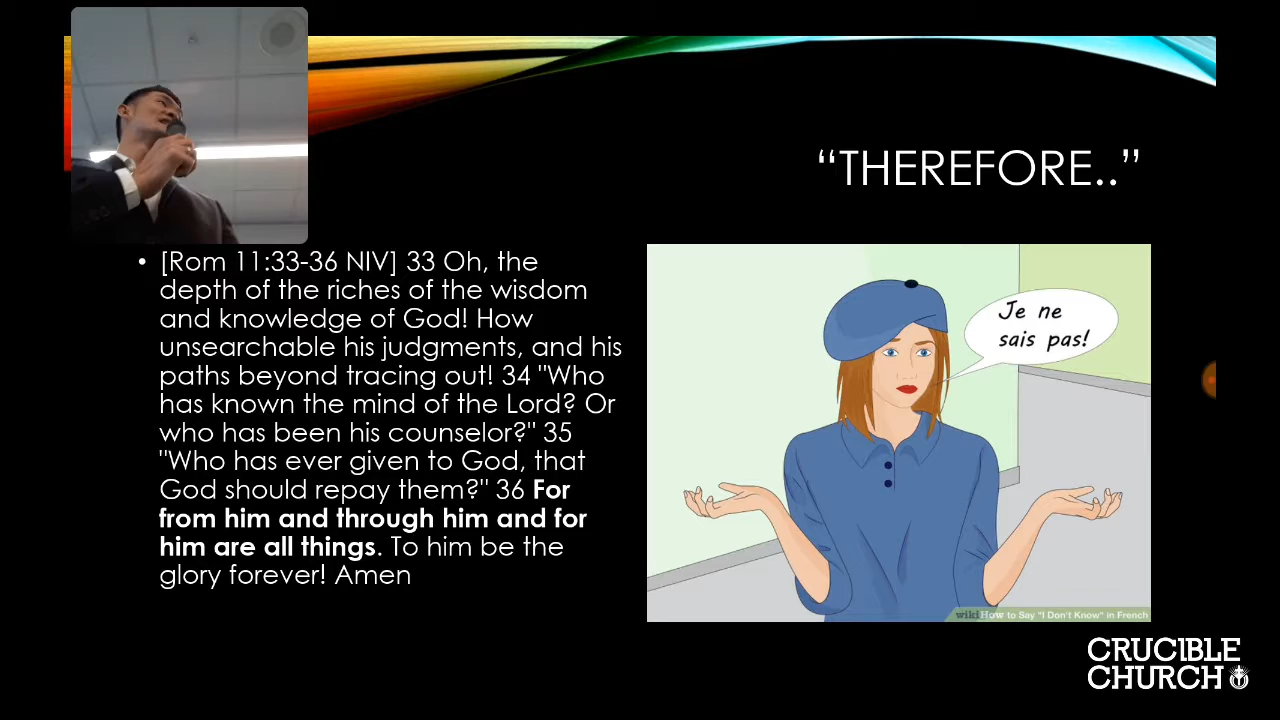 “THEREFORE..”
• [Rom 11:33-36 NIV] 33 Oh, the
depth of the riches of the wisdom
and knowledge of God! How
unsearchable his judgments, and his
paths beyond tracing out! 34 "Who
has known the mind of the Lord? Or
who has been his counselor?" 35
"Who has ever given to God, that
God should repay them?" 36 For
from him and through him and for
him are all things. To him be the
glory forever! Amen
Je ne
sais pas!
wikiHow to Say "I Don't Know" in French
CRUCIBLE
CHURCH